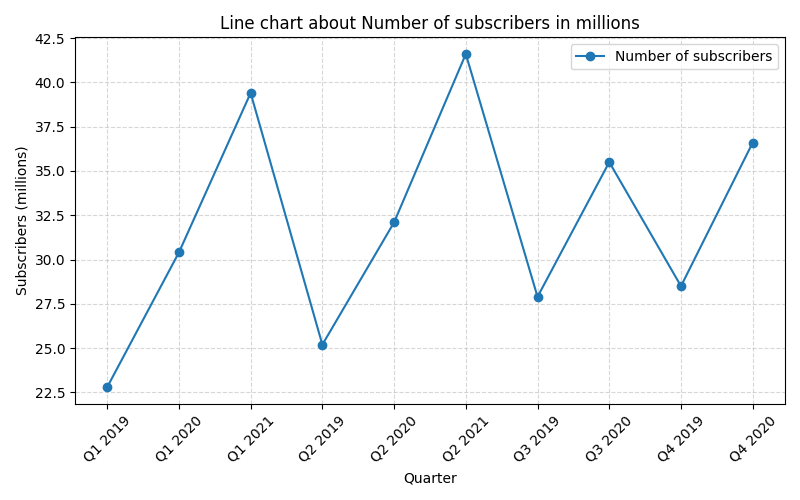 Line chart about Number of subscribers in millions
Number of subscribers
Subscribers (millions)
42.5
40.0
37.5
35.0
32.5
30.0
27.5
25.0
22.5
Q1 2019
Q1 2020
Q1 2021
Q2 2019
Q2 2020
Q2 2021
Q3 2019
Q3 2020
Q4 2019
Q4 2020
Quarter